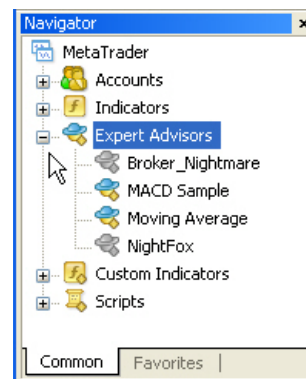 Navigator
MetaTrader
Accounts
Indicators
Expert Advisors
Broker_Nightmare
MACD Sample
Moving Average
NightFox
Custom Indicators
Scripts
Common Favorites